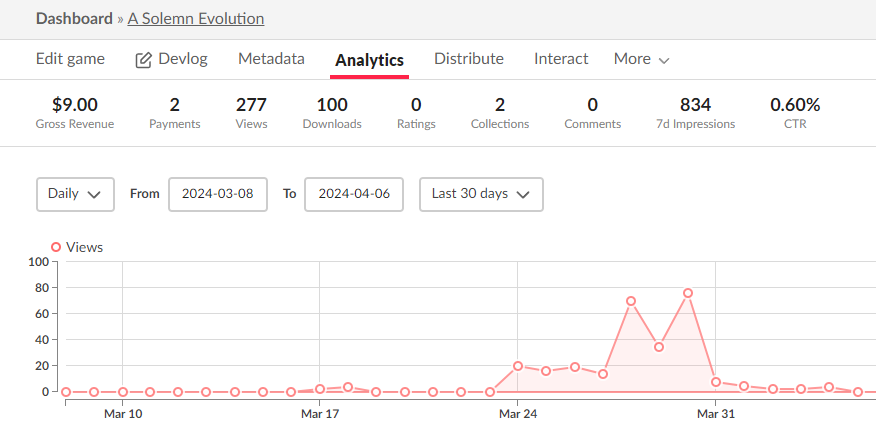 Dashboard » A Solemn Evolution
Edit game Devlog Metadata Analytics Distribute Interact More
$9.00 2 277 100 0 2 0 834 0.60%
Gross Revenue Payments Views Downloads Ratings Collections Comments 7d Impressions CTR
Daily From 2024-03-08 To 2024-04-06 Last 30 days
Views
100
80
60
40
20
0
Mar 10 Mar 17 Mar 24 Mar 31